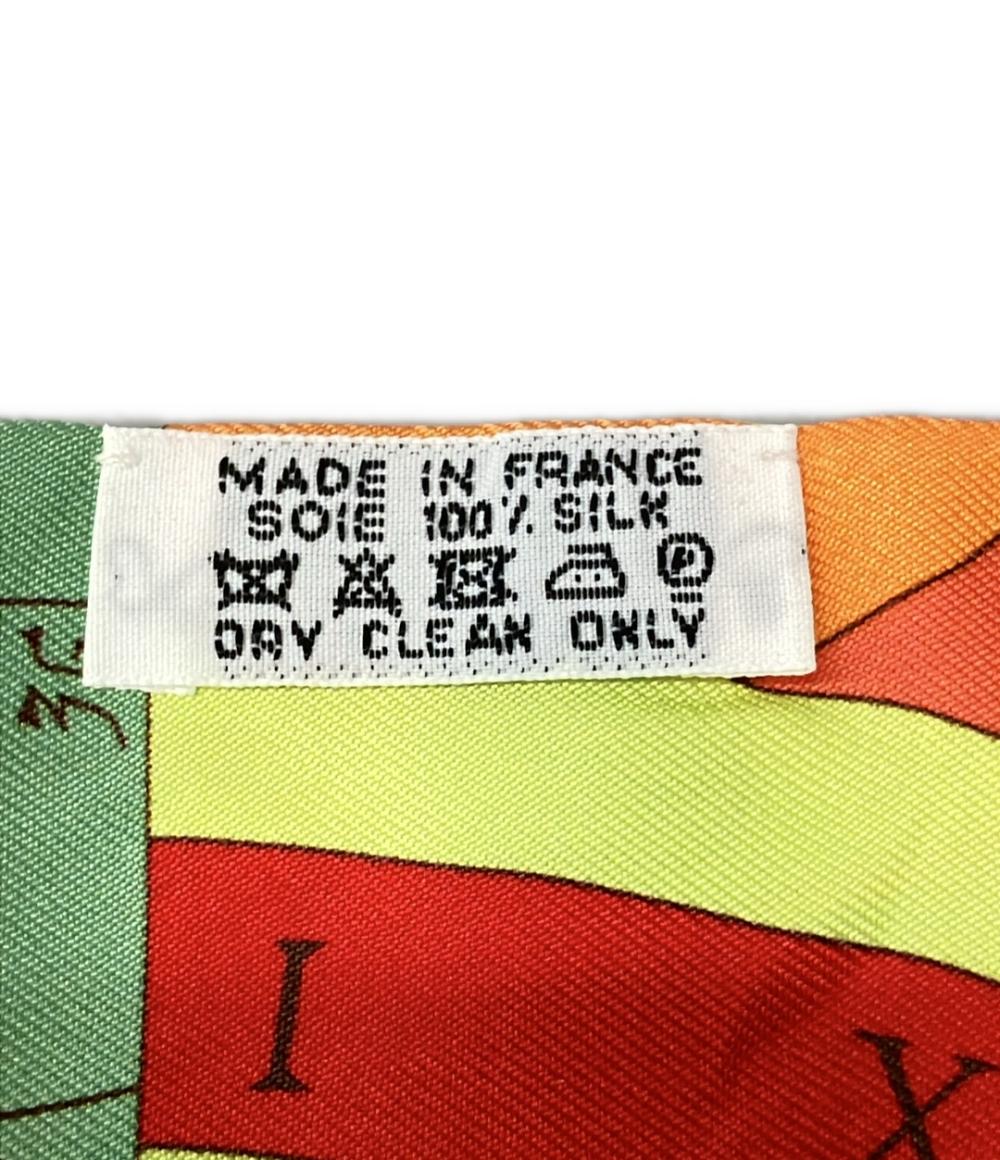 MADE IN FRANCE
SOIE 100% SILK
P
DRY CLEAN ONLY
I
X